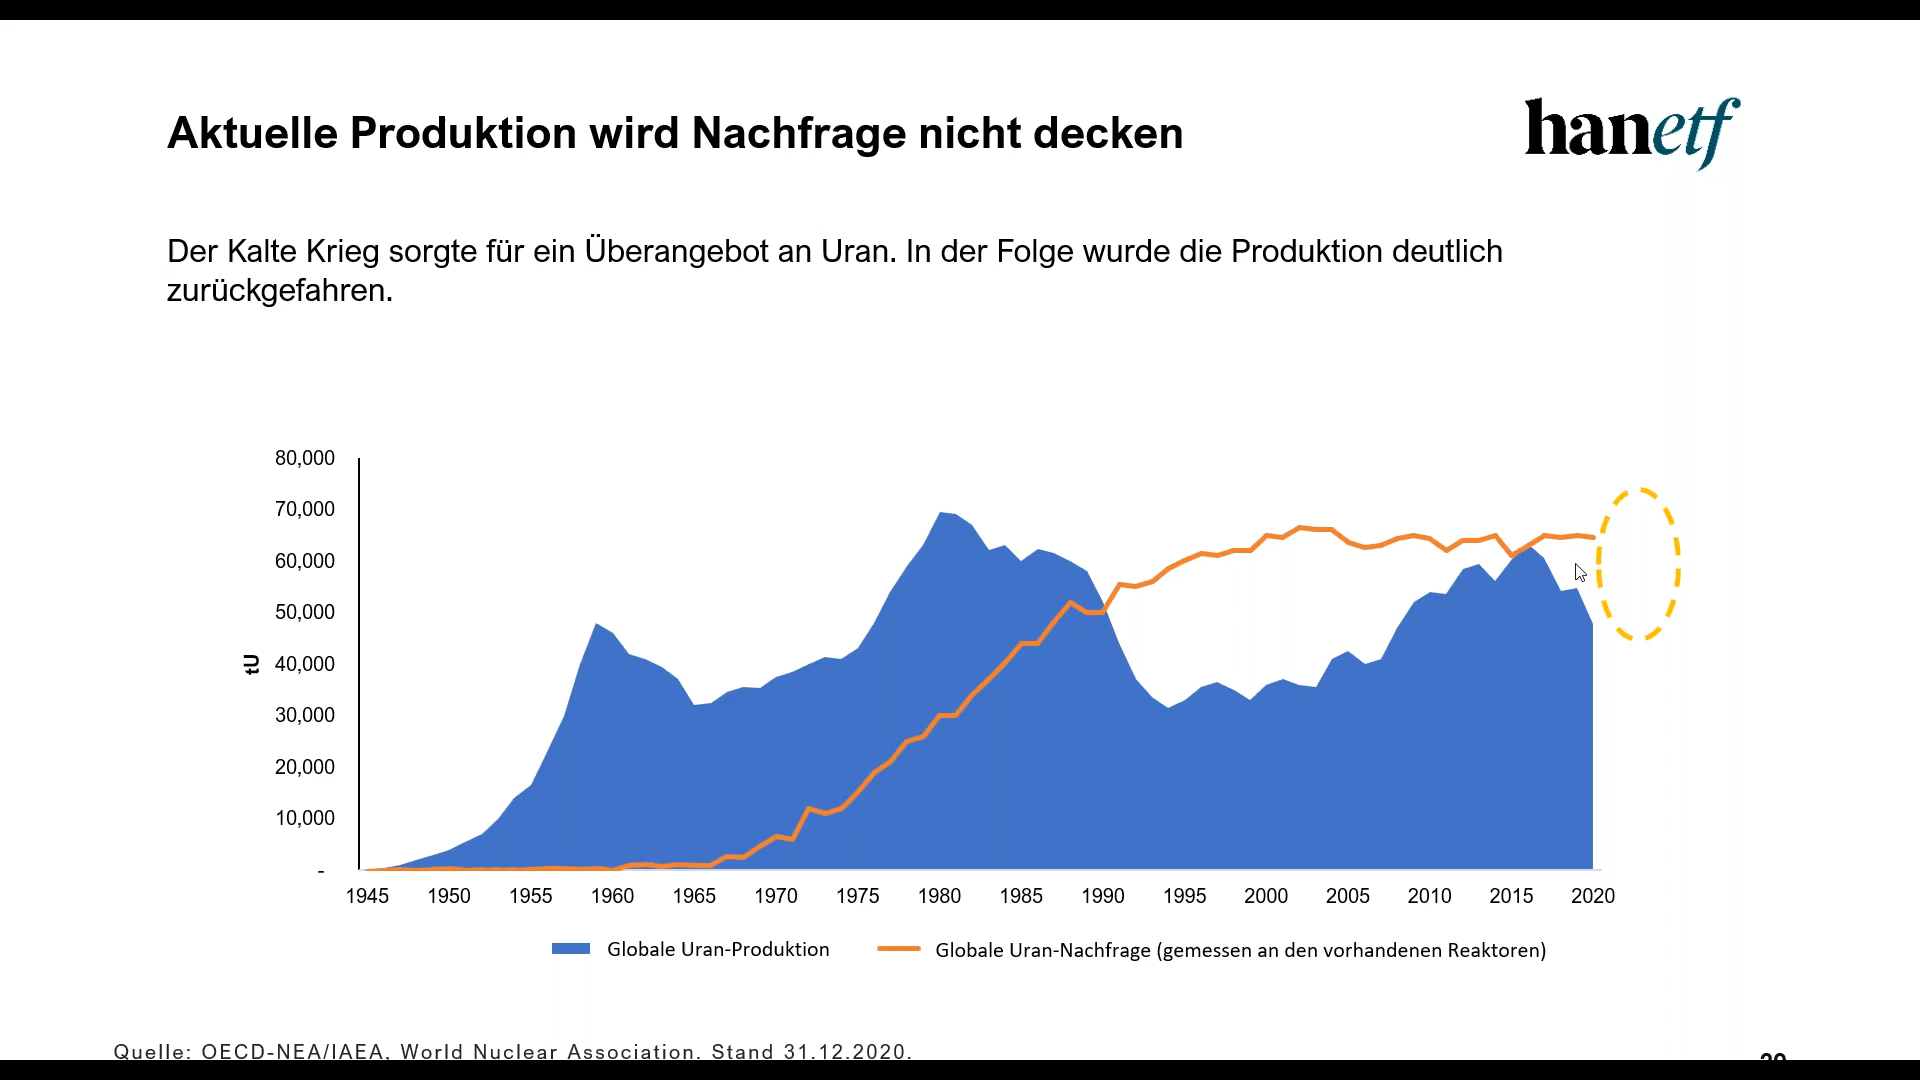 Aktuelle Produktion wird Nachfrage nicht decken
hanetf
Der Kalte Krieg sorgte für ein Überangebot an Uran. In der Folge wurde die Produktion deutlich
zurückgefahren.
80,000
70,000
60,000
50,000
40,000
30,000
20,000
10,000
-
tU
1945 1950 1955 1960 1965 1970 1975 1980 1985 1990 1995 2000 2005 2010 2015 2020
Globale Uran-Produktion Globale Uran-Nachfrage (gemessen an den vorhandenen Reaktoren)
Quelle: OECD-NEA/IAEA, World Nuclear Association. Stand 31.12.2020.